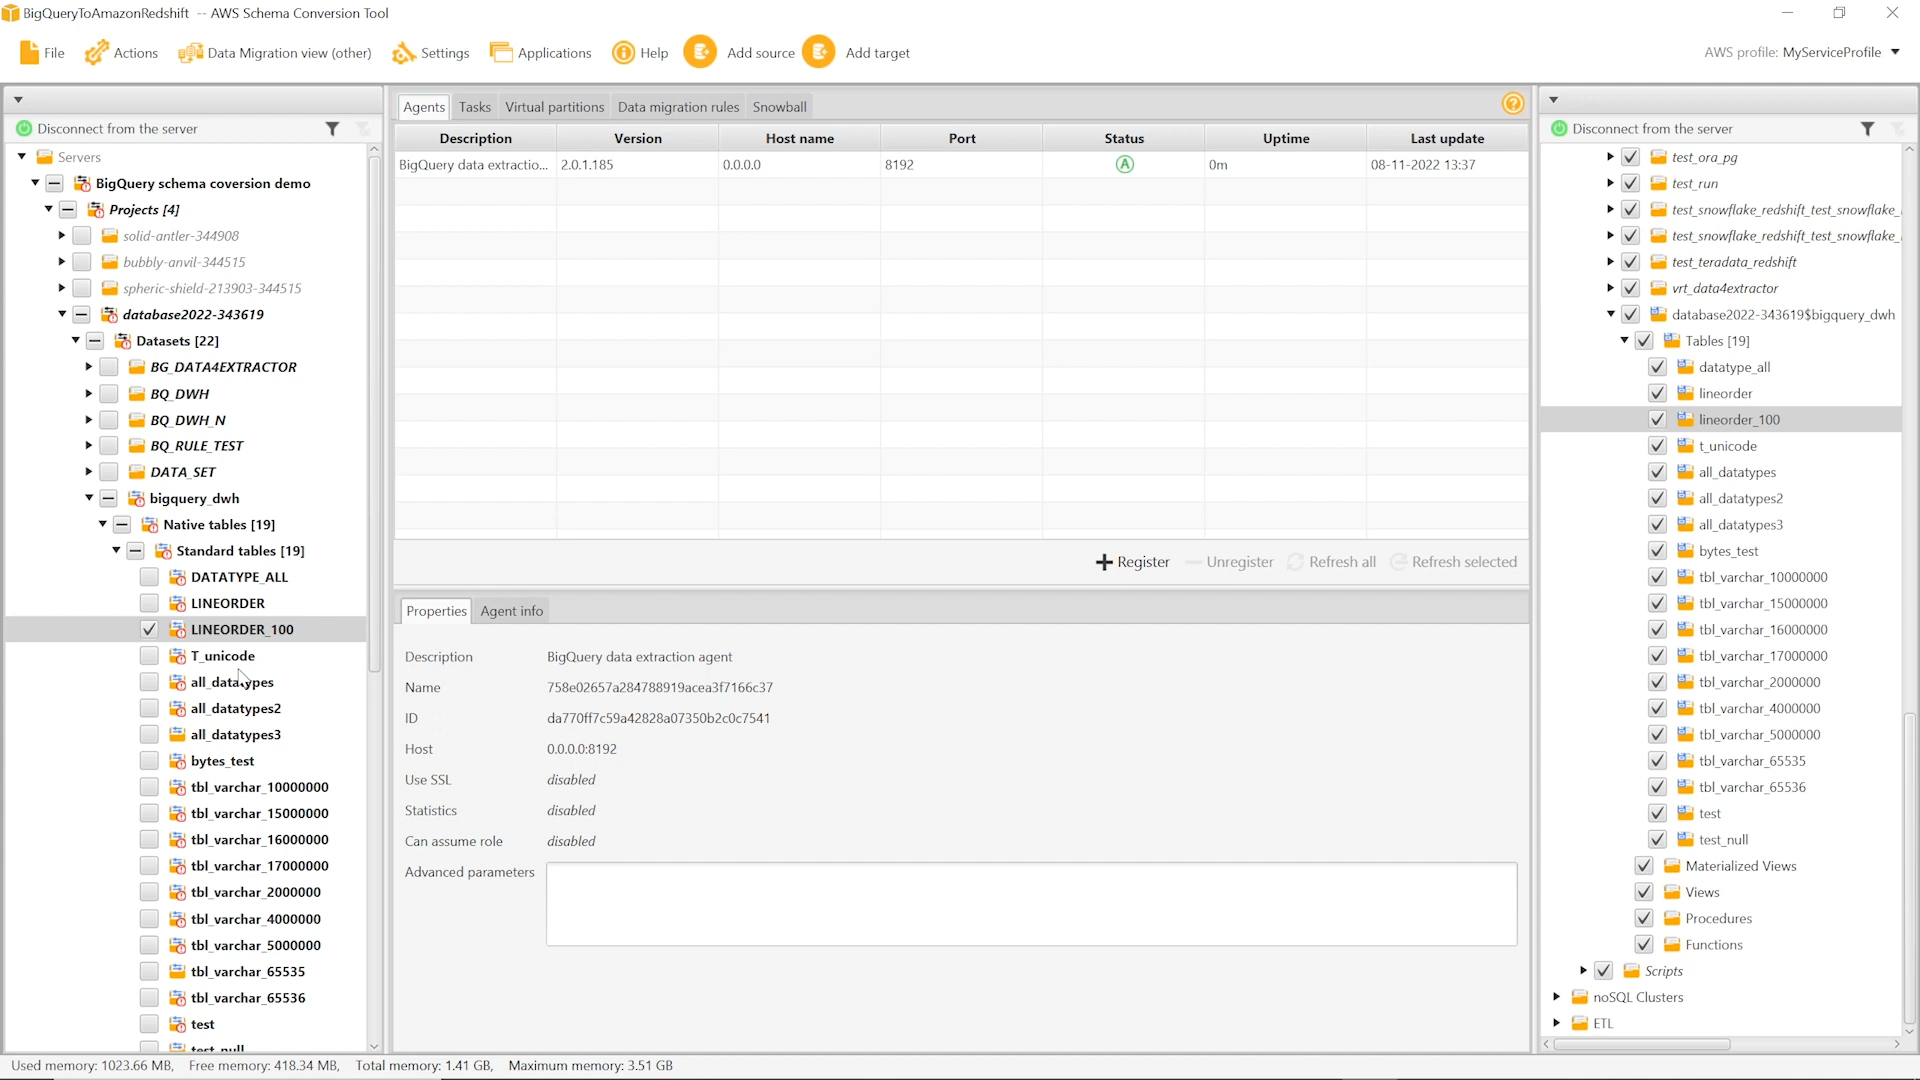 BigQueryToAmazonRedshift -- AWS Schema Conversion Tool
File Actions Data Migration view (other) Settings Applications Help Add source Add target AWS profile: MyServiceProfile
Disconnect from the server
Servers
BigQuery schema coversion demo
Projects [4]
solid-antler-344908
bubbly-anvil-344515
spheric-shield-213903-344515
database2022-343619
Datasets [22]
BG_DATA4EXTRACTOR
BQ_DWH
BQ_DWH_N
BQ_RULE_TEST
DATA_SET
bigquery_dwh
Native tables [19]
Standard tables [19]
DATATYPE_ALL
LINEORDER
LINEORDER_100
T_unicode
all_datatypes
all_datatypes2
all_datatypes3
bytes_test
tbl_varchar_10000000
tbl_varchar_15000000
tbl_varchar_16000000
tbl_varchar_17000000
tbl_varchar_2000000
tbl_varchar_4000000
tbl_varchar_5000000
tbl_varchar_65535
tbl_varchar_65536
test
test_null
Agents Tasks Virtual partitions Data migration rules Snowball
Description Version Host name Port Status Uptime Last update
BigQuery data extractio... 2.0.1.185 0.0.0.0 8192 A 0m 08-11-2022 13:37
Register Unregister Refresh all Refresh selected
Properties Agent info
Description BigQuery data extraction agent
Name 758e02657a284788919acea3f7166c37
ID da770ff7c59a42828a07350b2c0c7541
Host 0.0.0.0:8192
Use SSL disabled
Statistics disabled
Can assume role disabled
Advanced parameters
Disconnect from the server
test_ora_pg
test_run
test_snowflake_redshift_test_snowflake_
test_snowflake_redshift_test_snowflake_
test_teradata_redshift
vrt_data4extractor
database2022-343619$bigquery_dwh
Tables [19]
datatype_all
lineorder
lineorder_100
t_unicode
all_datatypes
all_datatypes2
all_datatypes3
bytes_test
tbl_varchar_10000000
tbl_varchar_15000000
tbl_varchar_16000000
tbl_varchar_17000000
tbl_varchar_2000000
tbl_varchar_4000000
tbl_varchar_5000000
tbl_varchar_65535
tbl_varchar_65536
test
test_null
Materialized Views
Views
Procedures
Functions
Scripts
noSQL Clusters
ETL
Used memory: 1023.66 MB, Free memory: 418.34 MB, Total memory: 1.41 GB, Maximum memory: 3.51 GB